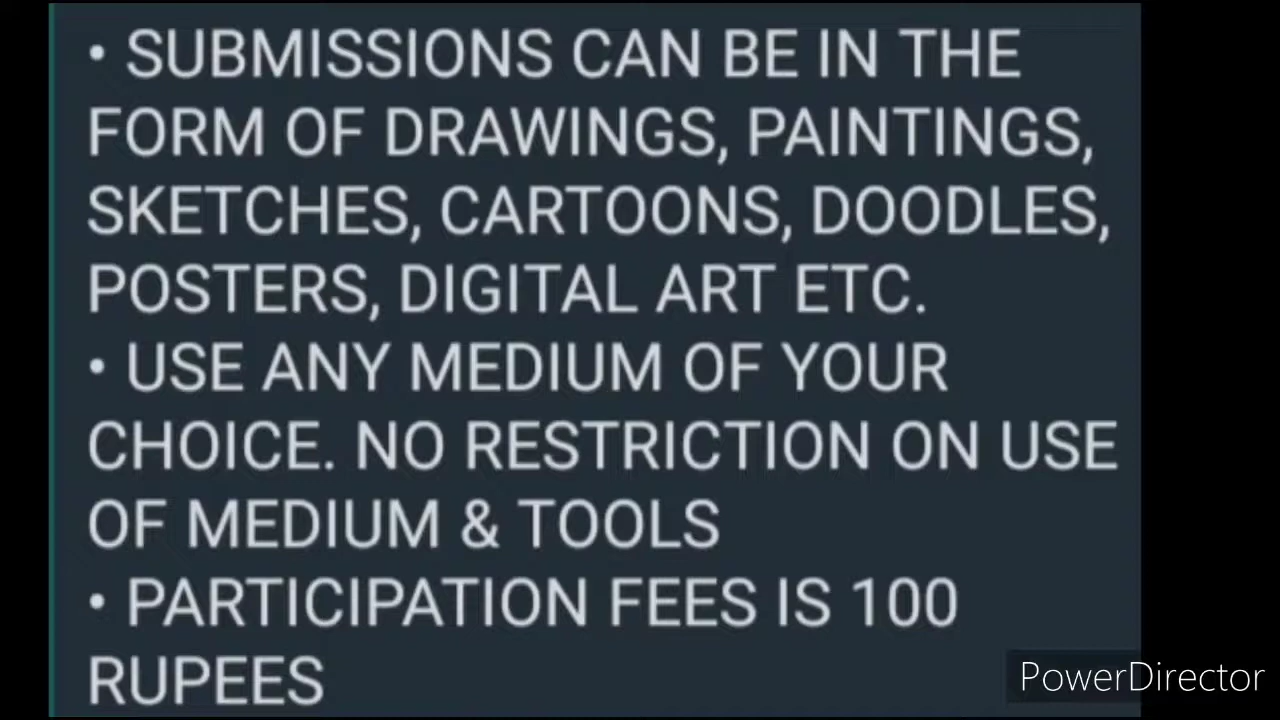 • SUBMISSIONS CAN BE IN THE
FORM OF DRAWINGS, PAINTINGS,
SKETCHES, CARTOONS, DOODLES,
POSTERS, DIGITAL ART ETC.
• USE ANY MEDIUM OF YOUR
CHOICE. NO RESTRICTION ON USE
OF MEDIUM & TOOLS
• PARTICIPATION FEES IS 100
RUPEES
PowerDirector